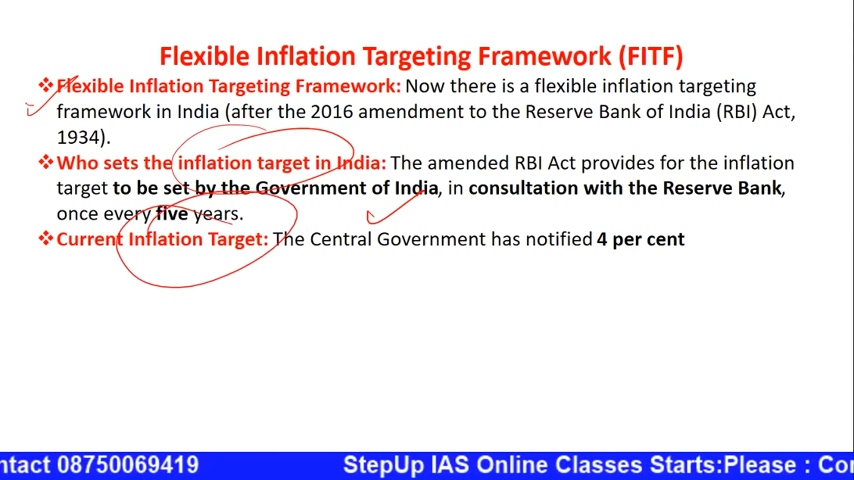 Flexible Inflation Targeting Framework (FITF)
❖Flexible Inflation Targeting Framework: Now there is a flexible inflation targeting
framework in India (after the 2016 amendment to the Reserve Bank of India (RBI) Act,
1934).
❖Who sets the inflation target in India: The amended RBI Act provides for the inflation
target to be set by the Government of India, in consultation with the Reserve Bank,
once every five years.
❖Current Inflation Target: The Central Government has notified 4 per cent
ntact 08750069419 StepUp IAS Online Classes Starts:Please : Con